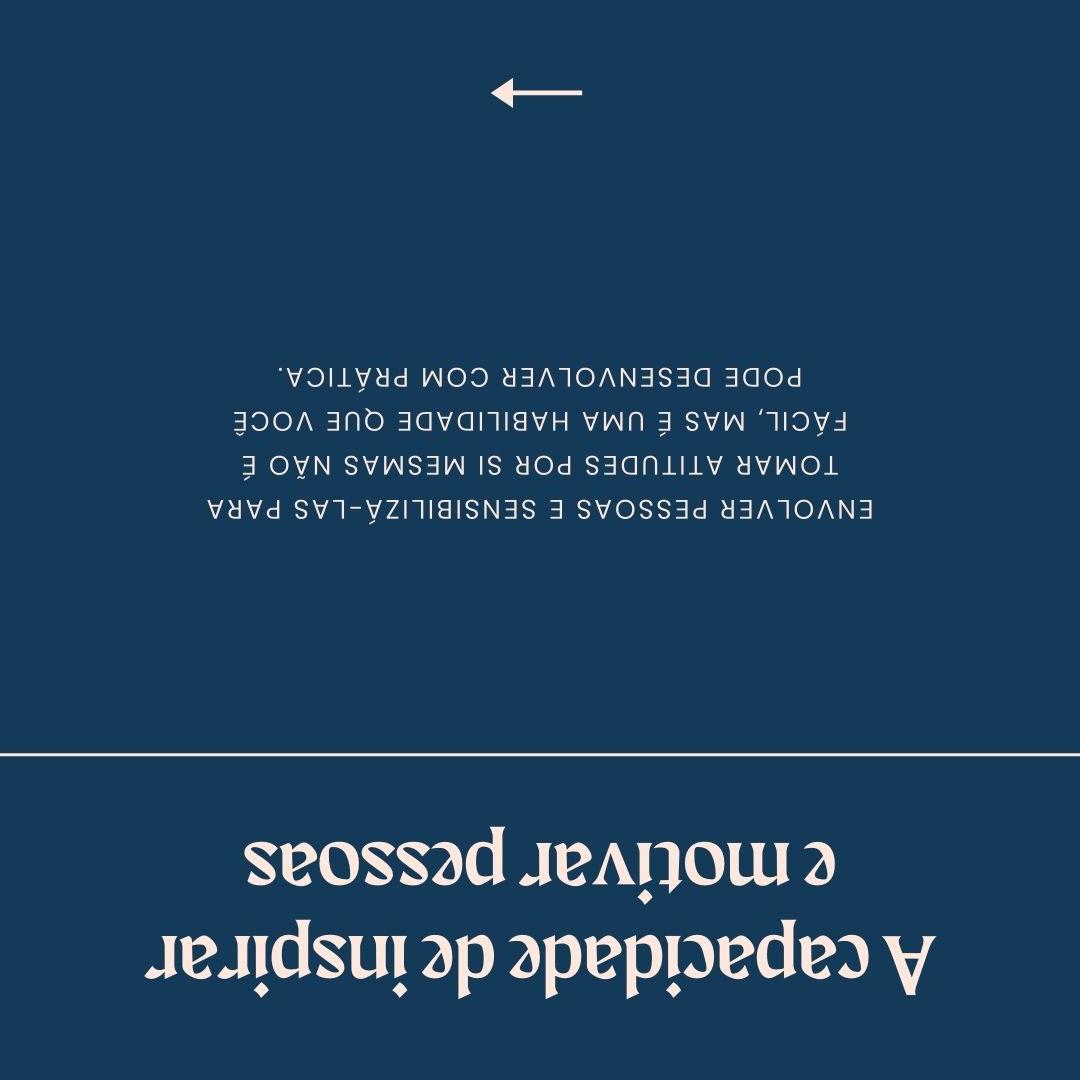 A capacidade de inspirar
e motivar pessoas
ENVOLVER PESSOAS E SENSIBILIZÁ-LAS PARA
TOMAR ATITUDES POR SI MESMAS NÃO É
FÁCIL, MAS É UMA HABILIDADE QUE VOCÊ
PODE DESENVOLVER COM PRÁTICA.